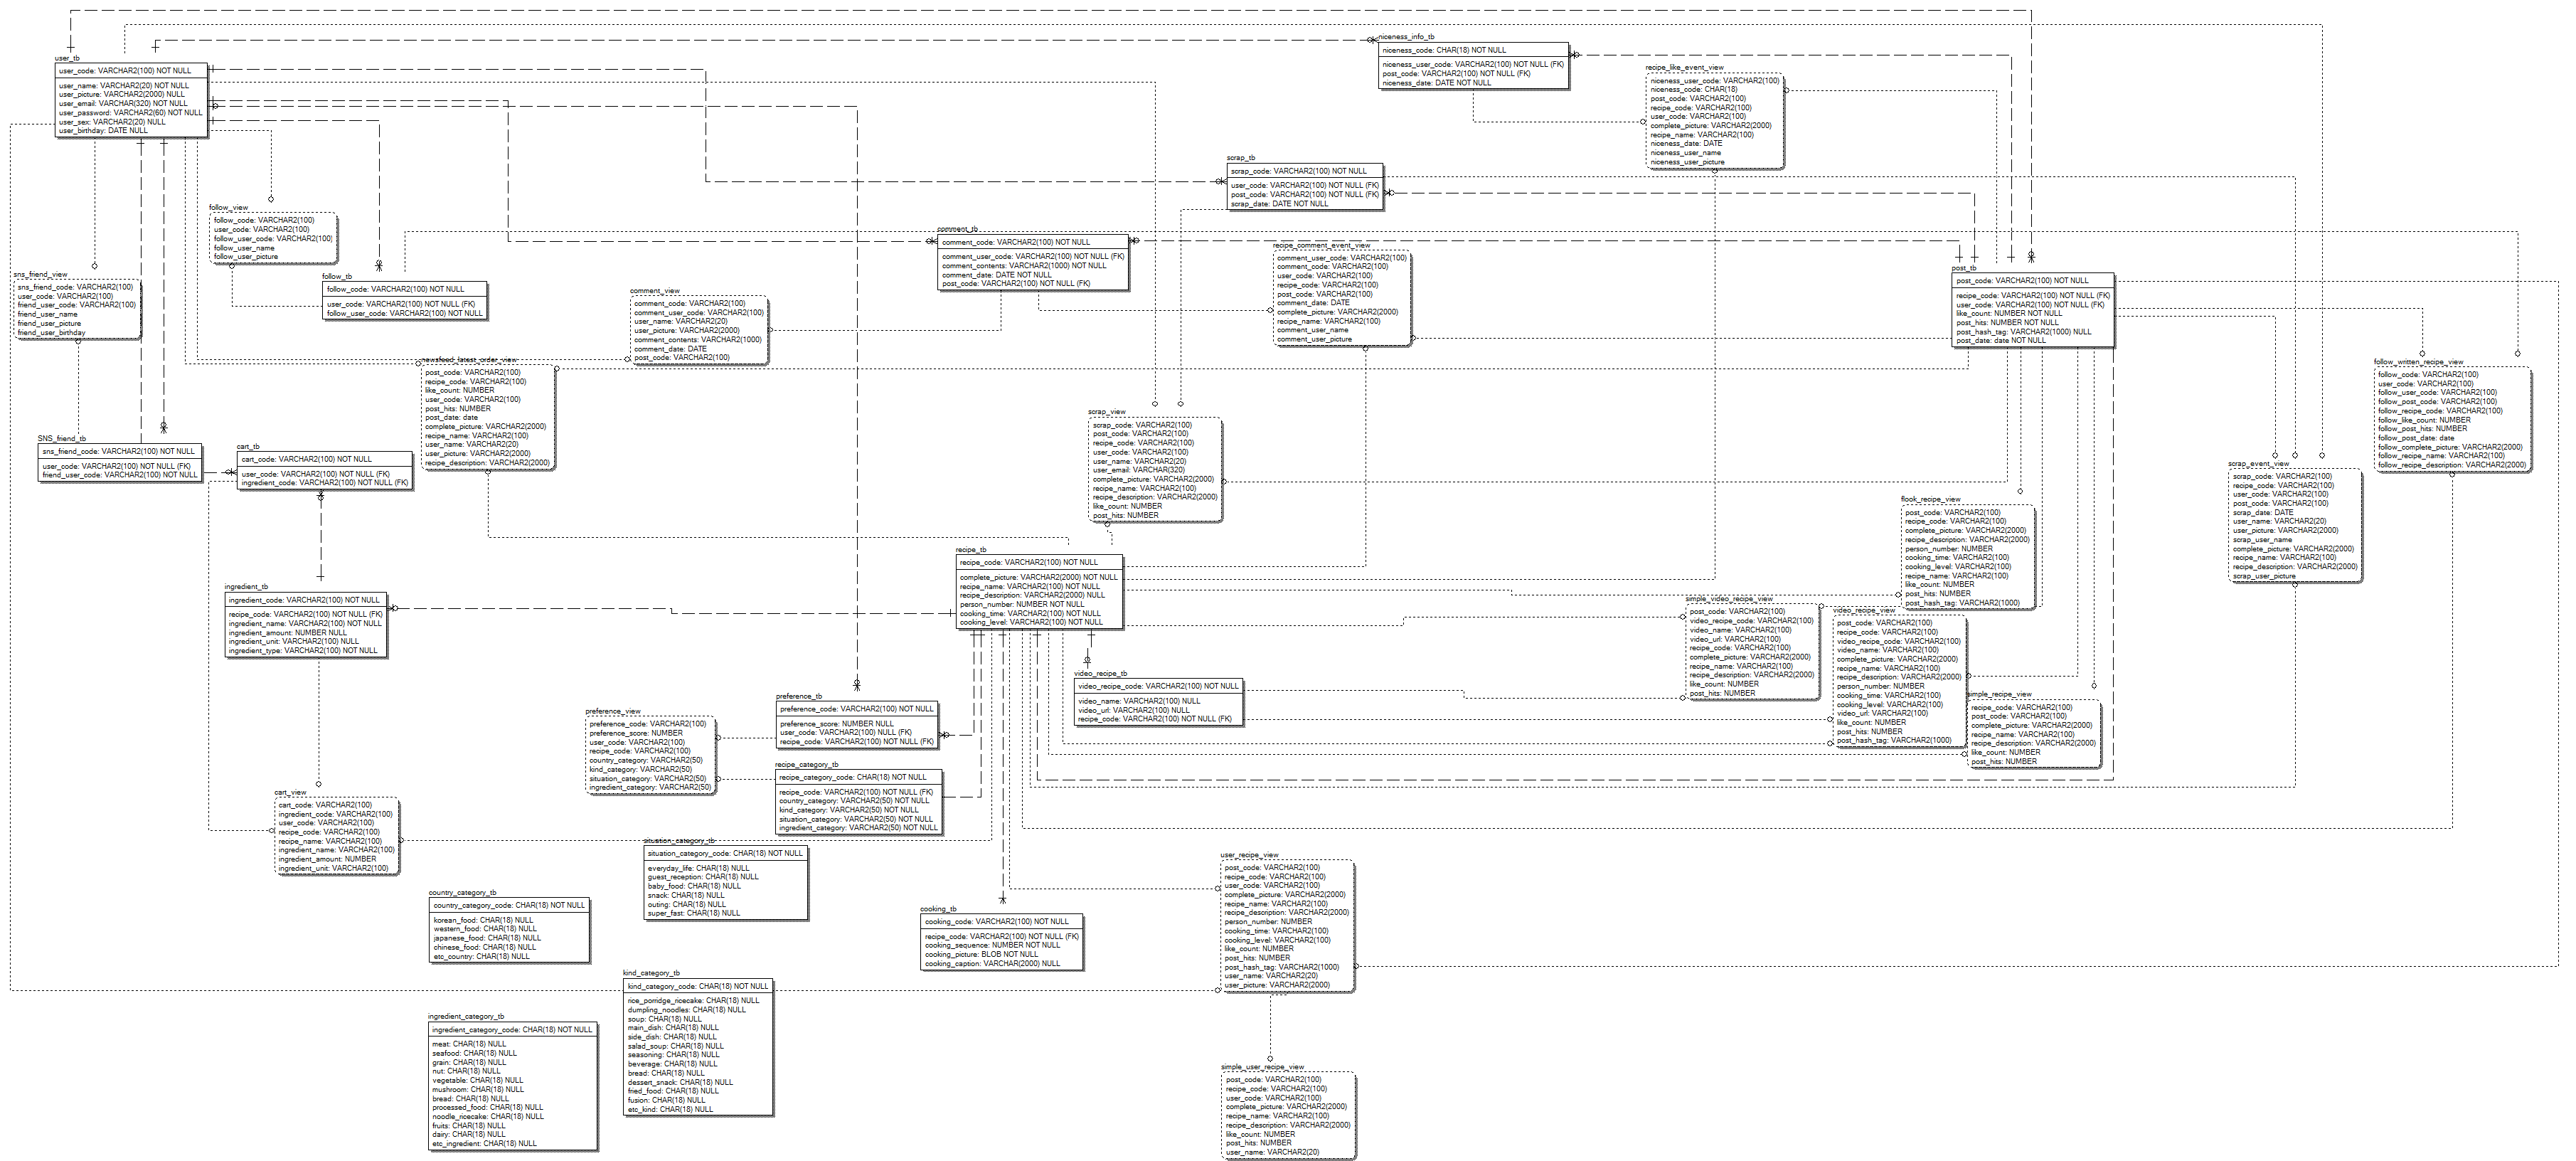 user_tb
user_code: VARCHAR2(100) NOT NULL
user_name: VARCHAR2(20) NOT NULL
user_picture: VARCHAR2(2000) NULL
user_email: VARCHAR(320) NOT NULL
user_password: VARCHAR2(60) NOT NULL
user_sex: VARCHAR2(20) NULL
user_birthday: DATE NULL
niceness_info_tb
niceness_code: CHAR(18) NOT NULL
niceness_user_code: VARCHAR2(100) NOT NULL (FK)
post_code: VARCHAR2(100) NOT NULL (FK)
niceness_date: DATE NOT NULL
recipe_like_event_view
niceness_user_code: VARCHAR2(100)
niceness_code: CHAR(18)
post_code: VARCHAR2(100)
recipe_code: VARCHAR2(100)
user_code: VARCHAR2(100)
complete_picture: VARCHAR2(2000)
recipe_name: VARCHAR2(100)
niceness_date: DATE
niceness_user_name
niceness_user_picture
scrap_tb
scrap_code: VARCHAR2(100) NOT NULL
user_code: VARCHAR2(100) NOT NULL (FK)
post_code: VARCHAR2(100) NOT NULL (FK)
scrap_date: DATE NOT NULL
follow_view
follow_code: VARCHAR2(100)
user_code: VARCHAR2(100)
follow_user_code: VARCHAR2(100)
follow_user_name
follow_user_picture
comment_tb
comment_code: VARCHAR2(100) NOT NULL
comment_user_code: VARCHAR2(100) NOT NULL (FK)
comment_contents: VARCHAR2(1000) NOT NULL
comment_date: DATE NOT NULL
post_code: VARCHAR2(100) NOT NULL (FK)
recipe_comment_event_view
comment_user_code: VARCHAR2(100)
comment_code: VARCHAR2(100)
user_code: VARCHAR2(100)
recipe_code: VARCHAR2(100)
post_code: VARCHAR2(100)
comment_date: DATE
complete_picture: VARCHAR2(2000)
recipe_name: VARCHAR2(100)
comment_user_name
comment_user_picture
post_tb
post_code: VARCHAR2(100) NOT NULL
recipe_code: VARCHAR2(100) NOT NULL (FK)
user_code: VARCHAR2(100) NOT NULL (FK)
like_count: NUMBER NOT NULL
post_hits: NUMBER NOT NULL
post_hash_tag: VARCHAR2(1000) NULL
post_date: date NOT NULL
sns_friend_view
sns_friend_code: VARCHAR2(100)
user_code: VARCHAR2(100)
friend_user_code: VARCHAR2(100)
friend_user_name
friend_user_picture
friend_user_birthday
follow_tb
follow_code: VARCHAR2(100) NOT NULL
user_code: VARCHAR2(100) NOT NULL (FK)
follow_user_code: VARCHAR2(100) NOT NULL
comment_view
comment_code: VARCHAR2(100)
comment_user_code: VARCHAR2(100)
user_name: VARCHAR2(20)
user_picture: VARCHAR2(2000)
comment_contents: VARCHAR2(1000)
comment_date: DATE
post_code: VARCHAR2(100)
newsfeed_latest_order_view
post_code: VARCHAR2(100)
recipe_code: VARCHAR2(100)
like_count: NUMBER
user_code: VARCHAR2(100)
post_hits: NUMBER
post_date: date
complete_picture: VARCHAR2(2000)
recipe_name: VARCHAR2(100)
user_name: VARCHAR2(20)
user_picture: VARCHAR2(2000)
recipe_description: VARCHAR2(2000)
follow_written_recipe_view
follow_code: VARCHAR2(100)
user_code: VARCHAR2(100)
follow_user_code: VARCHAR2(100)
follow_post_code: VARCHAR2(100)
follow_recipe_code: VARCHAR2(100)
follow_like_count: NUMBER
follow_post_hits: NUMBER
follow_post_date: date
follow_complete_picture: VARCHAR2(2000)
follow_recipe_name: VARCHAR2(100)
follow_recipe_description: VARCHAR2(2000)
scrap_view
scrap_code: VARCHAR2(100)
post_code: VARCHAR2(100)
recipe_code: VARCHAR2(100)
user_code: VARCHAR2(100)
user_name: VARCHAR2(20)
user_email: VARCHAR(320)
complete_picture: VARCHAR2(2000)
recipe_name: VARCHAR2(100)
recipe_description: VARCHAR2(2000)
like_count: NUMBER
post_hits: NUMBER
SNS_friend_tb
sns_friend_code: VARCHAR2(100) NOT NULL
user_code: VARCHAR2(100) NOT NULL (FK)
friend_user_code: VARCHAR2(100) NOT NULL
cart_tb
cart_code: VARCHAR2(100) NOT NULL
user_code: VARCHAR2(100) NOT NULL (FK)
ingredient_code: VARCHAR2(100) NOT NULL (FK)
scrap_event_view
scrap_code: VARCHAR2(100)
recipe_code: VARCHAR2(100)
user_code: VARCHAR2(100)
post_code: VARCHAR2(100)
scrap_date: DATE
user_name: VARCHAR2(20)
user_picture: VARCHAR2(2000)
scrap_user_name
complete_picture: VARCHAR2(2000)
recipe_name: VARCHAR2(100)
recipe_description: VARCHAR2(2000)
scrap_user_picture
flook_recipe_view
post_code: VARCHAR2(100)
recipe_code: VARCHAR2(100)
complete_picture: VARCHAR2(2000)
recipe_description: VARCHAR2(2000)
person_number: NUMBER
cooking_time: VARCHAR2(100)
cooking_level: VARCHAR2(100)
recipe_name: VARCHAR2(100)
like_count: NUMBER
post_hits: NUMBER
post_hash_tag: VARCHAR2(1000)
recipe_tb
recipe_code: VARCHAR2(100) NOT NULL
complete_picture: VARCHAR2(2000) NOT NULL
recipe_name: VARCHAR2(100) NOT NULL
recipe_description: VARCHAR2(2000) NULL
person_number: NUMBER NOT NULL
cooking_time: VARCHAR2(100) NOT NULL
cooking_level: VARCHAR2(100) NOT NULL
ingredient_tb
ingredient_code: VARCHAR2(100) NOT NULL
recipe_code: VARCHAR2(100) NOT NULL (FK)
ingredient_name: VARCHAR2(100) NOT NULL
ingredient_amount: NUMBER NULL
ingredient_unit: VARCHAR2(100) NULL
ingredient_type: VARCHAR2(100) NOT NULL
simple_video_recipe_view
post_code: VARCHAR2(100)
video_recipe_code: VARCHAR2(100)
video_name: VARCHAR2(100)
video_url: VARCHAR2(100)
recipe_code: VARCHAR2(100)
complete_picture: VARCHAR2(2000)
recipe_name: VARCHAR2(100)
recipe_description: VARCHAR2(2000)
like_count: NUMBER
post_hits: NUMBER
video_recipe_view
post_code: VARCHAR2(100)
recipe_code: VARCHAR2(100)
video_recipe_code: VARCHAR2(100)
video_name: VARCHAR2(100)
complete_picture: VARCHAR2(2000)
recipe_name: VARCHAR2(100)
recipe_description: VARCHAR2(2000)
person_number: NUMBER
cooking_time: VARCHAR2(100)
cooking_level: VARCHAR2(100)
video_url: VARCHAR2(100)
like_count: NUMBER
post_hits: NUMBER
post_hash_tag: VARCHAR2(1000)
simple_recipe_view
recipe_code: VARCHAR2(100)
post_code: VARCHAR2(100)
complete_picture: VARCHAR2(2000)
recipe_name: VARCHAR2(100)
recipe_description: VARCHAR2(2000)
like_count: NUMBER
post_hits: NUMBER
video_recipe_tb
video_recipe_code: VARCHAR2(100) NOT NULL
video_name: VARCHAR2(100) NULL
video_url: VARCHAR2(100) NULL
recipe_code: VARCHAR2(100) NOT NULL (FK)
preference_tb
preference_code: VARCHAR2(100) NOT NULL
preference_score: NUMBER NULL
user_code: VARCHAR2(100) NULL (FK)
recipe_code: VARCHAR2(100) NOT NULL (FK)
preference_view
preference_code: VARCHAR2(100)
preference_score: NUMBER
user_code: VARCHAR2(100)
recipe_code: VARCHAR2(100)
country_category: VARCHAR2(50)
kind_category: VARCHAR2(50)
situation_category: VARCHAR2(50)
ingredient_category: VARCHAR2(50)
recipe_category_tb
recipe_category_code: CHAR(18) NOT NULL
recipe_code: VARCHAR2(100) NOT NULL (FK)
country_category: VARCHAR2(50) NOT NULL
kind_category: VARCHAR2(50) NOT NULL
situation_category: VARCHAR2(50) NOT NULL
ingredient_category: VARCHAR2(50) NOT NULL
cart_view
cart_code: VARCHAR2(100)
ingredient_code: VARCHAR2(100)
user_code: VARCHAR2(100)
recipe_code: VARCHAR2(100)
recipe_name: VARCHAR2(100)
ingredient_name: VARCHAR2(100)
ingredient_amount: NUMBER
ingredient_unit: VARCHAR2(100)
situation_category_tb
situation_category_code: CHAR(18) NOT NULL
everyday_life: CHAR(18) NULL
guest_reception: CHAR(18) NULL
baby_food: CHAR(18) NULL
snack: CHAR(18) NULL
outing: CHAR(18) NULL
super_fast: CHAR(18) NULL
country_category_tb
country_category_code: CHAR(18) NOT NULL
korean_food: CHAR(18) NULL
western_food: CHAR(18) NULL
japanese_food: CHAR(18) NULL
chinese_food: CHAR(18) NULL
etc_country: CHAR(18) NULL
user_recipe_view
post_code: VARCHAR2(100)
recipe_code: VARCHAR2(100)
user_code: VARCHAR2(100)
complete_picture: VARCHAR2(2000)
recipe_name: VARCHAR2(100)
recipe_description: VARCHAR2(2000)
person_number: NUMBER
cooking_time: VARCHAR2(100)
cooking_level: VARCHAR2(100)
like_count: NUMBER
post_hits: NUMBER
post_hash_tag: VARCHAR2(1000)
user_name: VARCHAR2(20)
user_picture: VARCHAR2(2000)
cooking_tb
cooking_code: VARCHAR2(100) NOT NULL
recipe_code: VARCHAR2(100) NOT NULL (FK)
cooking_sequence: NUMBER NOT NULL
cooking_picture: BLOB NOT NULL
cooking_caption: VARCHAR(2000) NULL
kind_category_tb
kind_category_code: CHAR(18) NOT NULL
rice_porridge_ricecake: CHAR(18) NULL
dumpling_noodles: CHAR(18) NULL
soup: CHAR(18) NULL
main_dish: CHAR(18) NULL
side_dish: CHAR(18) NULL
salad_soup: CHAR(18) NULL
seasoning: CHAR(18) NULL
beverage: CHAR(18) NULL
bread: CHAR(18) NULL
dessert_snack: CHAR(18) NULL
fried_food: CHAR(18) NULL
fusion: CHAR(18) NULL
etc_kind: CHAR(18) NULL
ingredient_category_tb
ingredient_category_code: CHAR(18) NOT NULL
meat: CHAR(18) NULL
seafood: CHAR(18) NULL
grain: CHAR(18) NULL
nut: CHAR(18) NULL
vegetable: CHAR(18) NULL
mushroom: CHAR(18) NULL
bread: CHAR(18) NULL
processed_food: CHAR(18) NULL
noodle_ricecake: CHAR(18) NULL
fruits: CHAR(18) NULL
dairy: CHAR(18) NULL
etc_ingredient: CHAR(18) NULL
simple_user_recipe_view
post_code: VARCHAR2(100)
recipe_code: VARCHAR2(100)
user_code: VARCHAR2(100)
complete_picture: VARCHAR2(2000)
recipe_name: VARCHAR2(100)
recipe_description: VARCHAR2(2000)
like_count: NUMBER
post_hits: NUMBER
user_name: VARCHAR2(20)